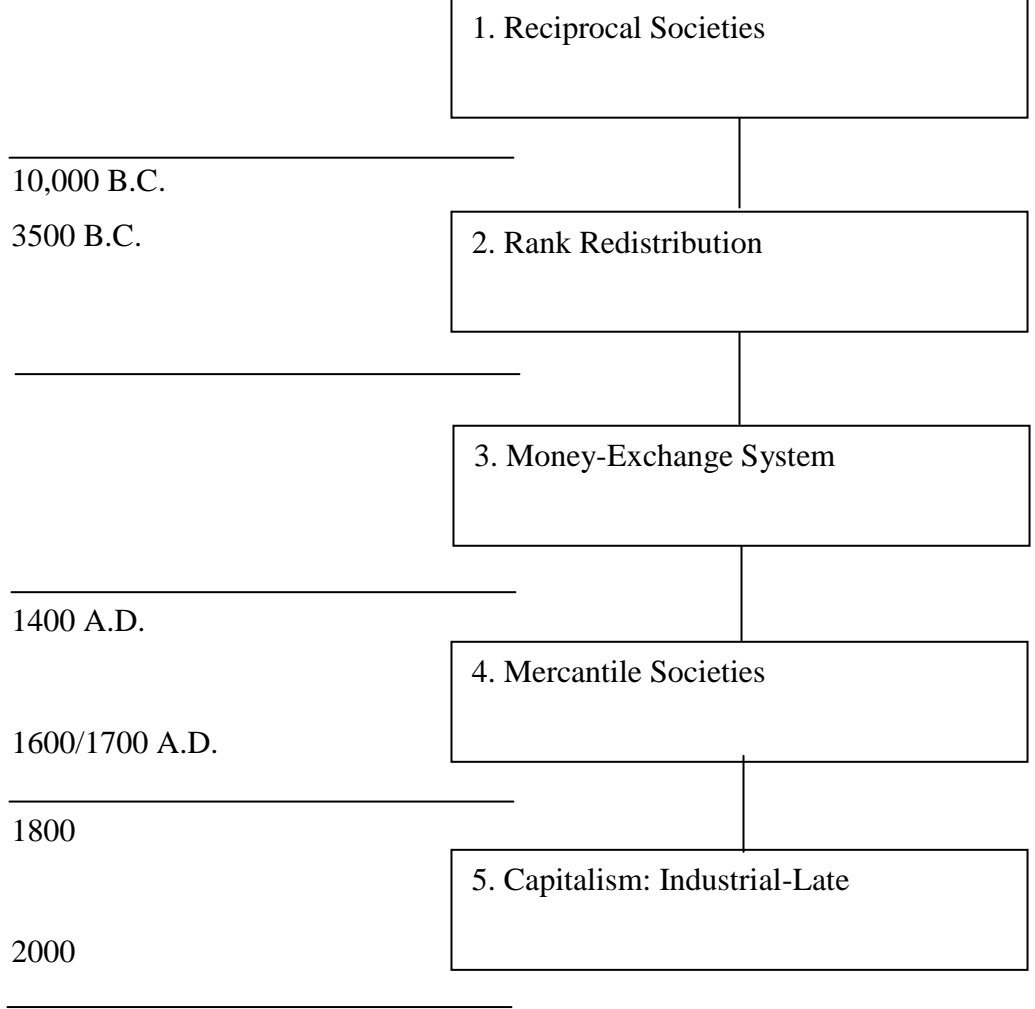 1. Reciprocal Societies
10,000 B.C.
3500 B.C.
2. Rank Redistribution
3. Money-Exchange System
1400 A.D.
4. Mercantile Societies
1600/1700 A.D.
1800
5. Capitalism: Industrial-Late
2000